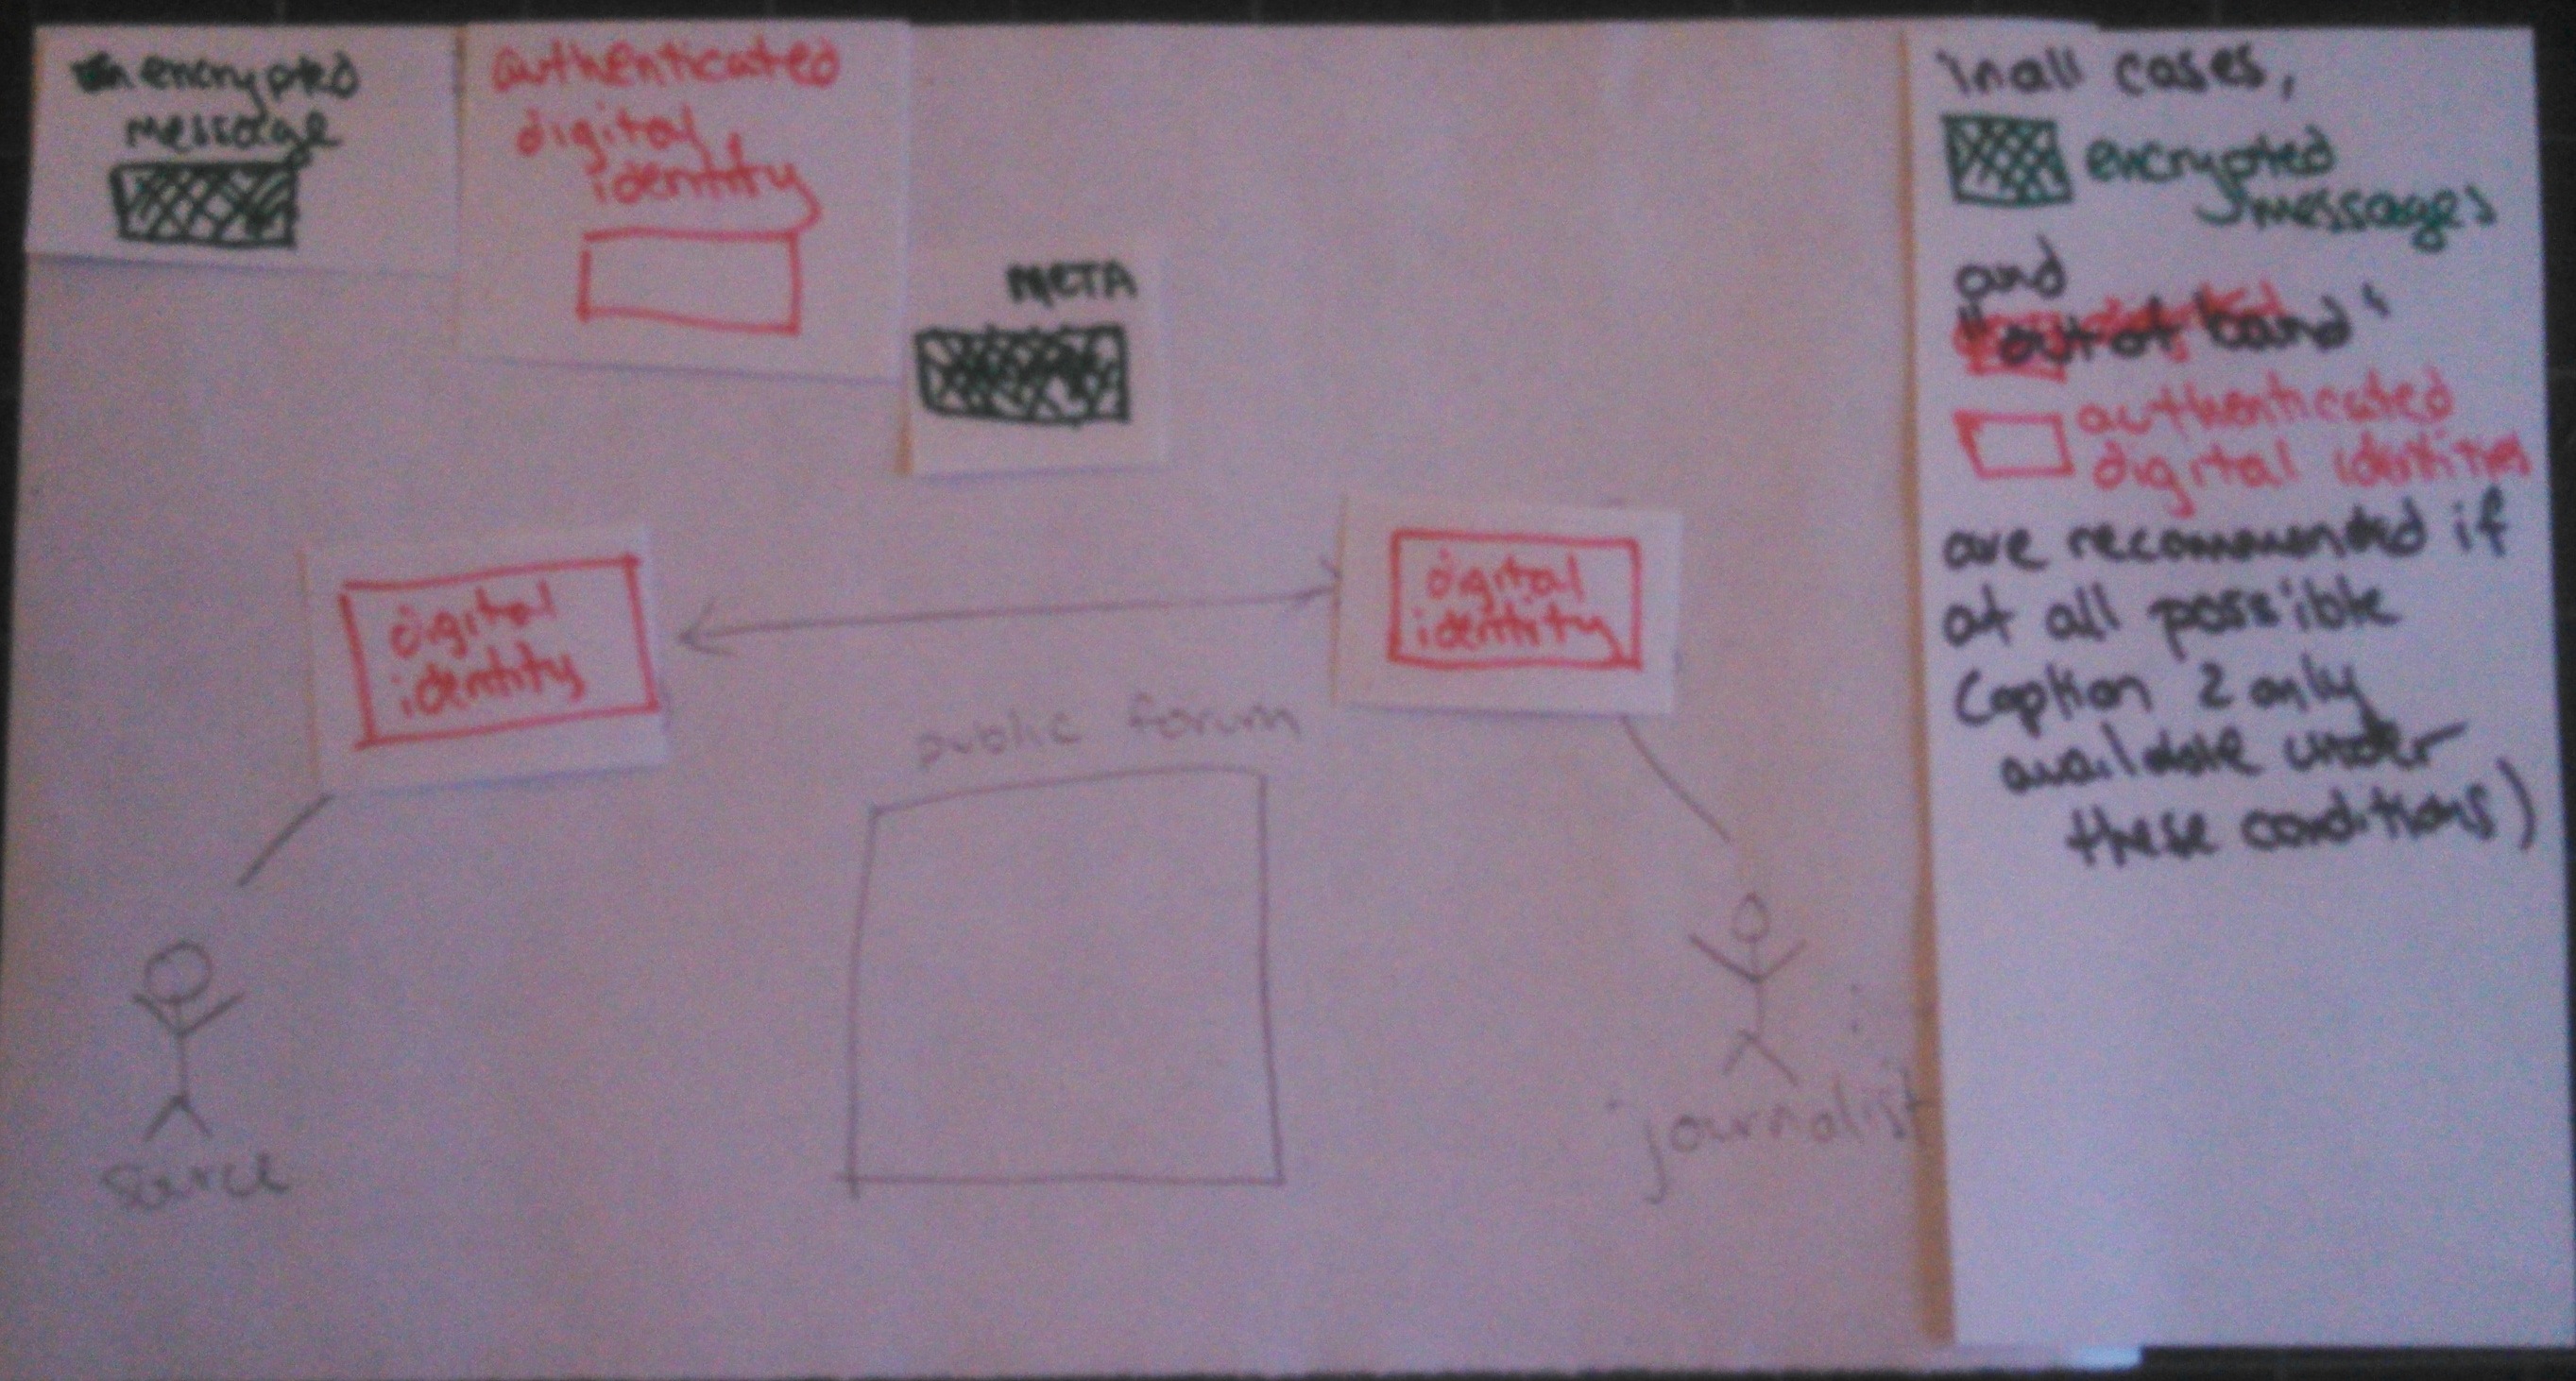 encrypted
message
authenticated
digital
identity
META
digital
identity
digital
identity
public forum
source
journalist
in all cases,
encrypted
messages
and
"out of band"
authenticated
digital identities
are recommended if
at all possible
(option 2 only
available under
these conditions)